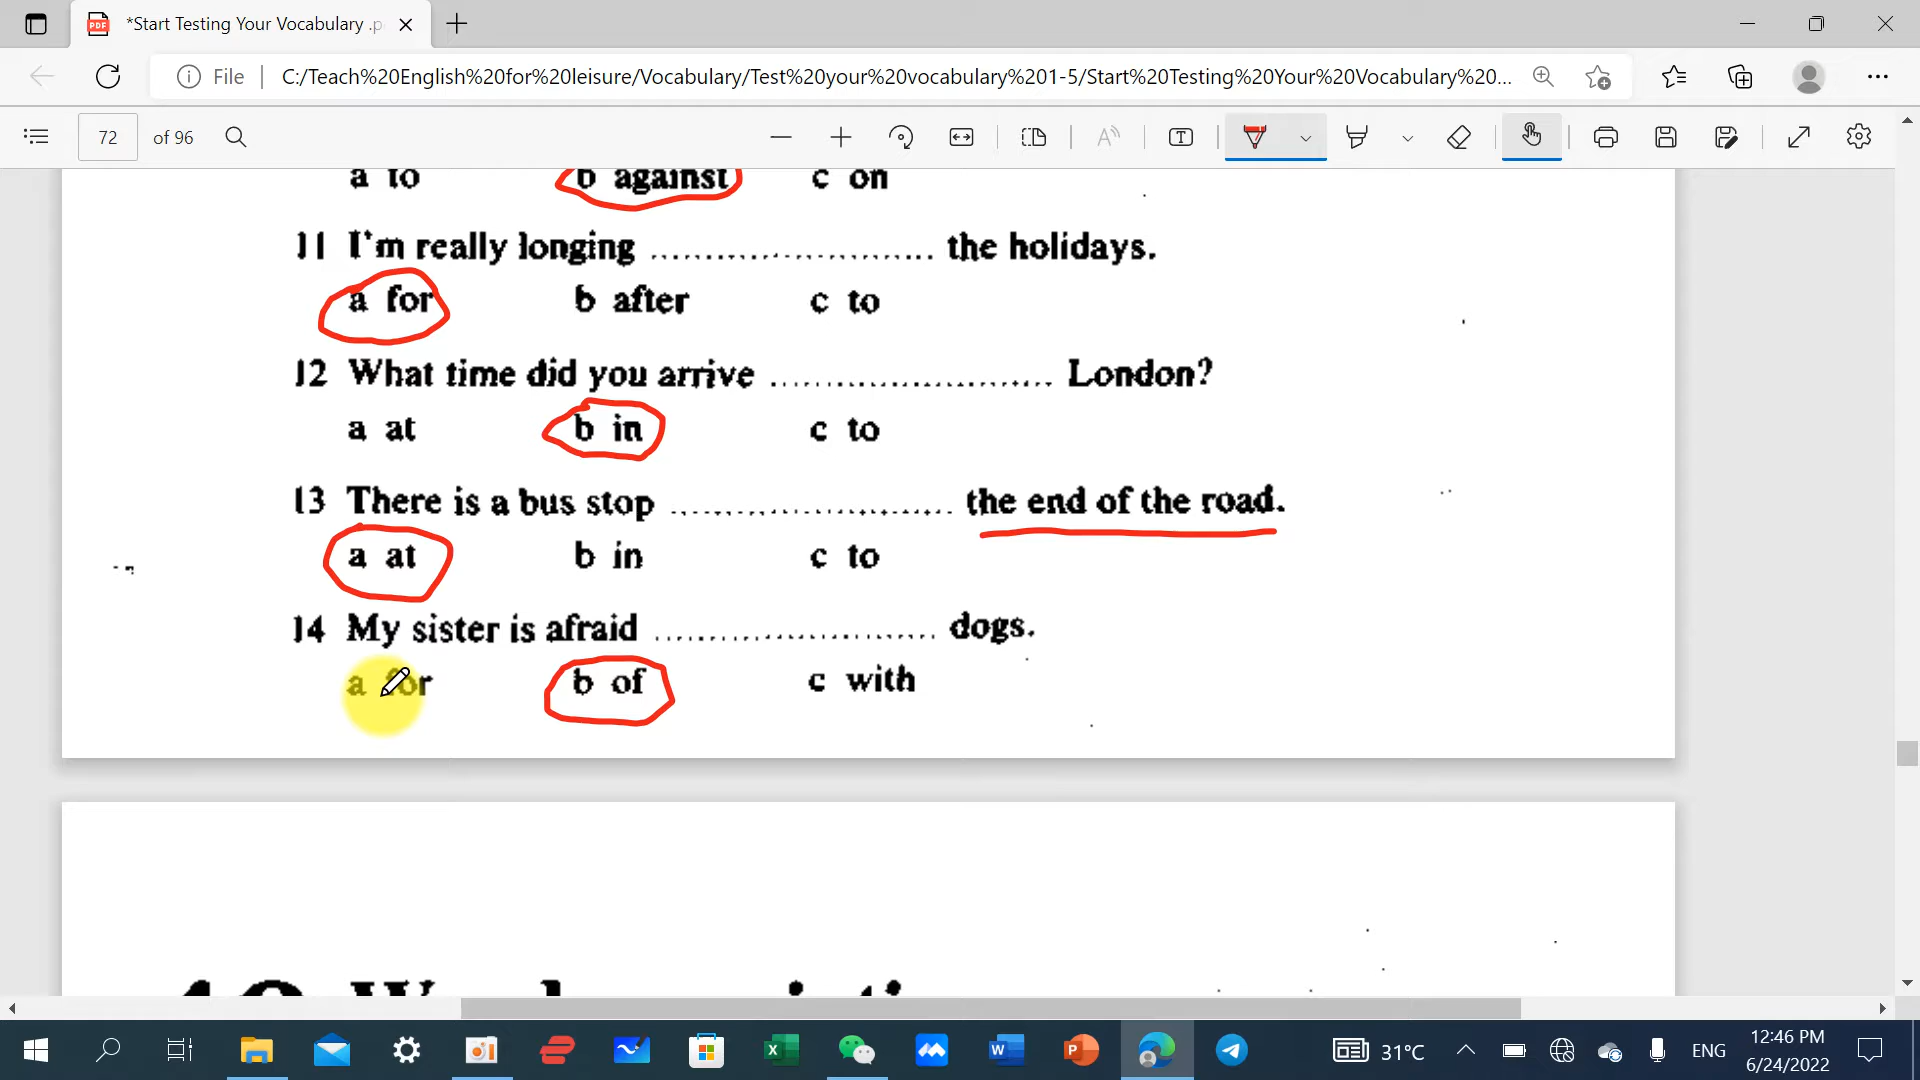 *Start Testing Your Vocabulary .p
File
C:/Teach%20English%20for%20leisure/Vocabulary/Test%20your%20vocabulary%201-5/Start%20Testing%20Your%20Vocabulary%20...
72 of 96
a to b against c on
11 I'm really longing .............................. the holidays.
a for b after c to
12 What time did you arrive .............................. London?
a at b in c to
13 There is a bus stop .............................. the end of the road.
a at b in c to
14 My sister is afraid .............................. dogs.
a for b of c with
31°C ENG 12:46 PM
6/24/2022